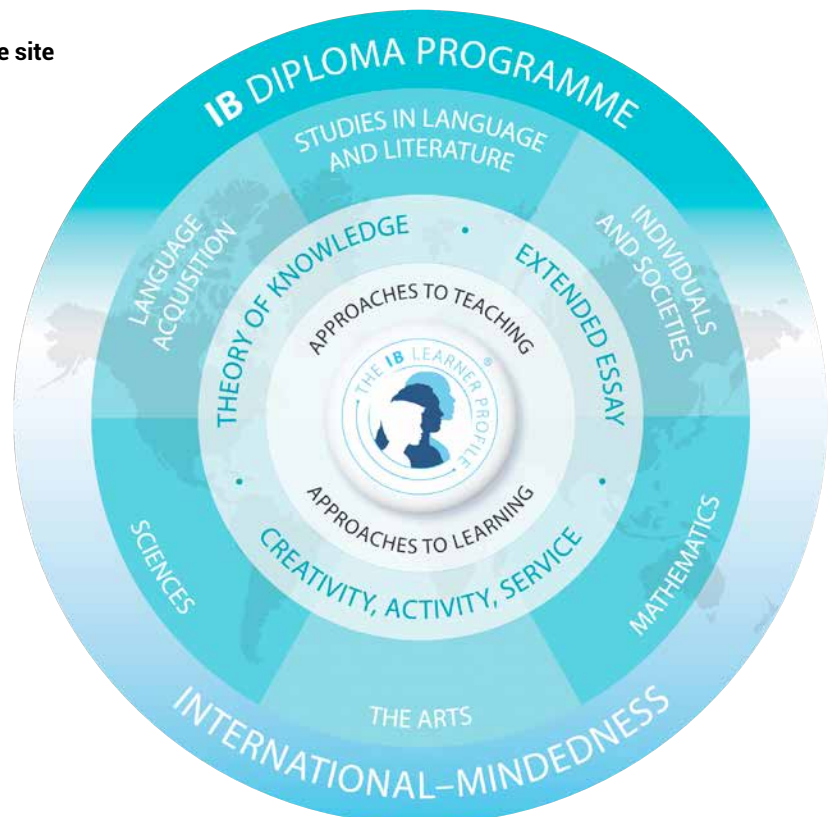 e site
IB DIPLOMA PROGRAMME
STUDIES IN LANGUAGE
AND LITERATURE
LANGUAGE
ACQUISITION
INDIVIDUALS
AND SOCIETIES
THEORY OF KNOWLEDGE
•
EXTENDED ESSAY
APPROACHES TO TEACHING
• THE IB LEARNER PROFILE • ®
APPROACHES TO LEARNING
•
CREATIVITY, ACTIVITY, SERVICE
•
SCIENCES
MATHEMATICS
THE ARTS
INTERNATIONAL–MINDEDNESS